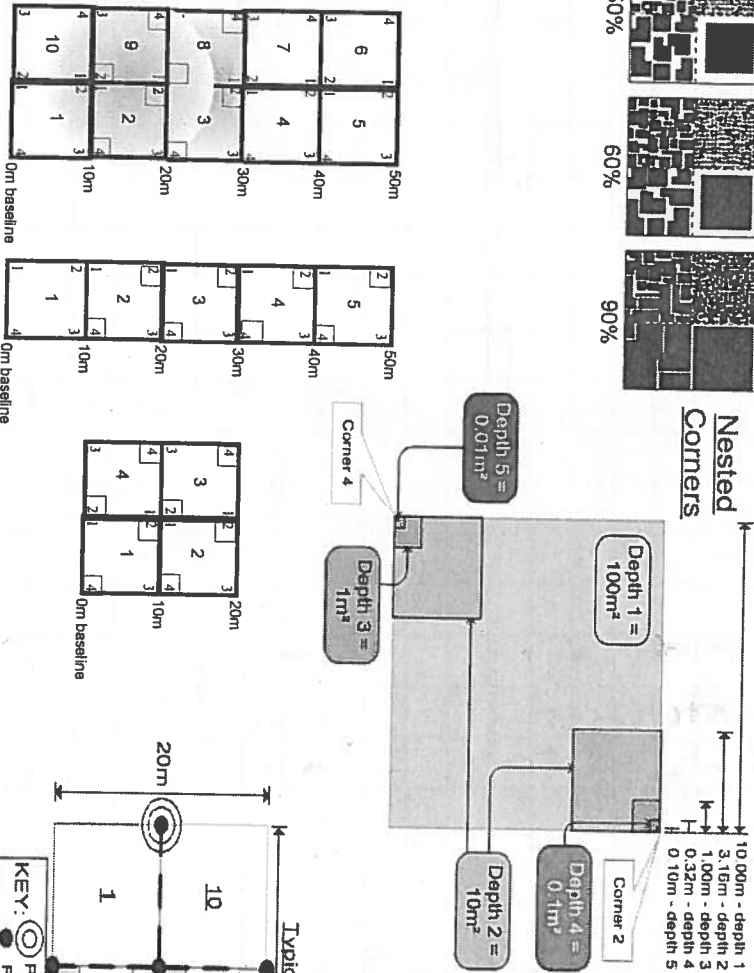 60%
90%
Nested
Corners
10.00m - depth 1
3.16m - depth 2
1.00m - depth 3
0.32m - depth 4
0.10m - depth 5
Depth 1 =
100m²
Depth 5 =
0.01m²
Corner 4
Depth 3 =
1m²
Corner 2
Depth 4 =
0.1m²
Depth 2 =
10m²
50m
40m
30m
20m
10m
0m baseline
6
5
7
4
8
3
9
2
10
1
50m
40m
30m
20m
10m
0m baseline
5
4
3
2
1
20m
10m
0m baseline
3
2
4
1
20m
10
1
KEY: